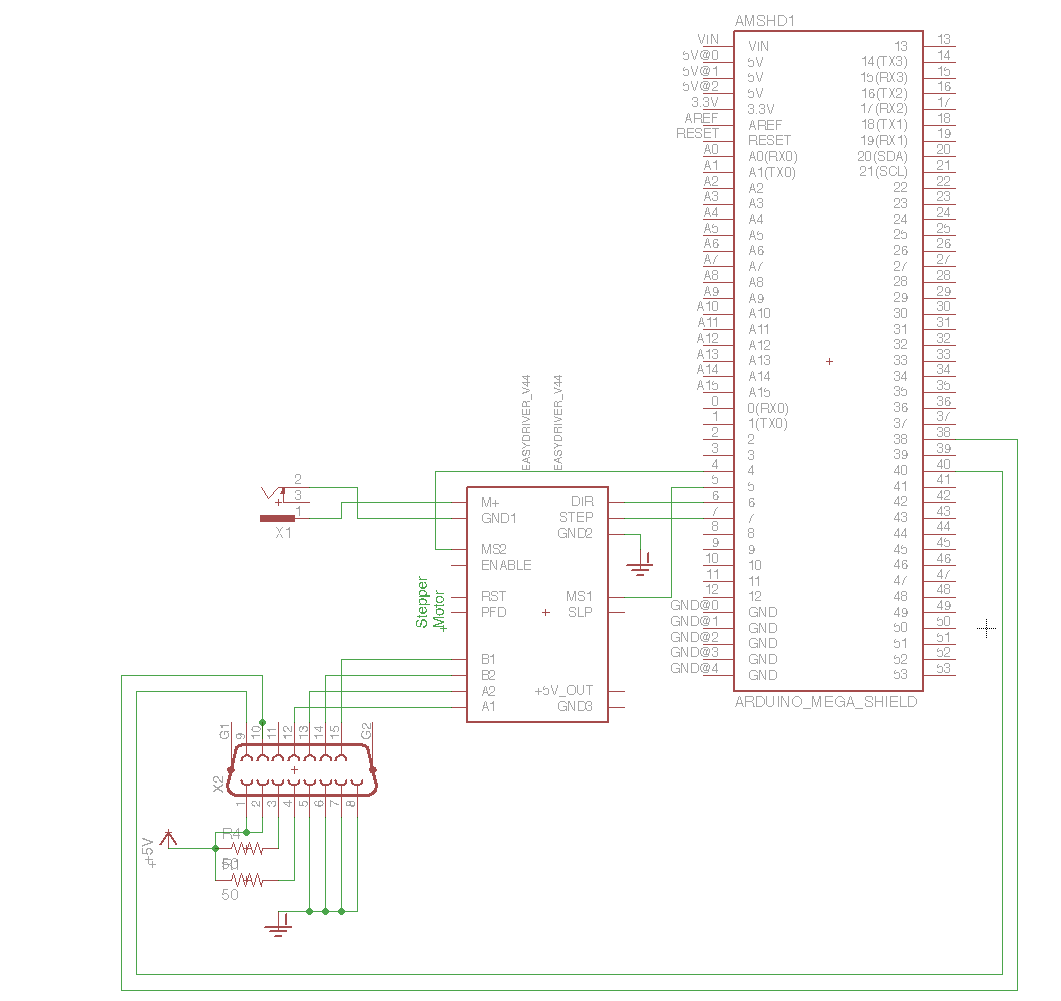 AMSHD1
VIN VIN 13 13
5V@0 5V 14(TX3) 14
5V@1 5V 15(RX3) 15
5V@2 5V 16(TX2) 16
3.3V 3.3V 17(RX2) 17
AREF AREF 18(TX1) 18
RESET RESET 19(RX1) 19
A0 A0(RX0) 20(SDA) 20
A1 A1(TX0) 21(SCL) 21
A2 A2 22 22
A3 A3 23 23
A4 A4 24 24
A5 A5 25 25
A6 A6 26 26
A7 A7 27 27
A8 A8 28 28
A9 A9 29 29
A10 A10 30 30
A11 A11 31 31
A12 A12 32 32
A13 A13 33 33
A14 A14 34 34
A15 A15 35 35
0 0(RX0) 36 36
1 1(TX0) 37 37
2 2 38 38
3 3 39 39
4 4 40 40
5 5 41 41
6 6 42 42
7 7 43 43
8 8 44 44
9 9 45 45
10 10 46 46
11 11 47 47
12 12 48 48
GND@0 GND 49 49
GND@1 GND 50 50
GND@2 GND 51 51
GND@3 GND 52 52
GND@4 GND 53 53
ARDUINO_MEGA_SHIELD
EASYDRIVER_V44
EASYDRIVER_V44
2
3
1
X1
M+ DIR
GND1 STEP
GND2
MS2
ENABLE
RST MS1
PFD SLP
B1
B2
A2 +5V_OUT
A1 GND3
Stepper
Motor
G1 9 10 11 12 13 14 15 G2
X2
1 2 3 4 5 6 7 8
+5V
R4
50
50